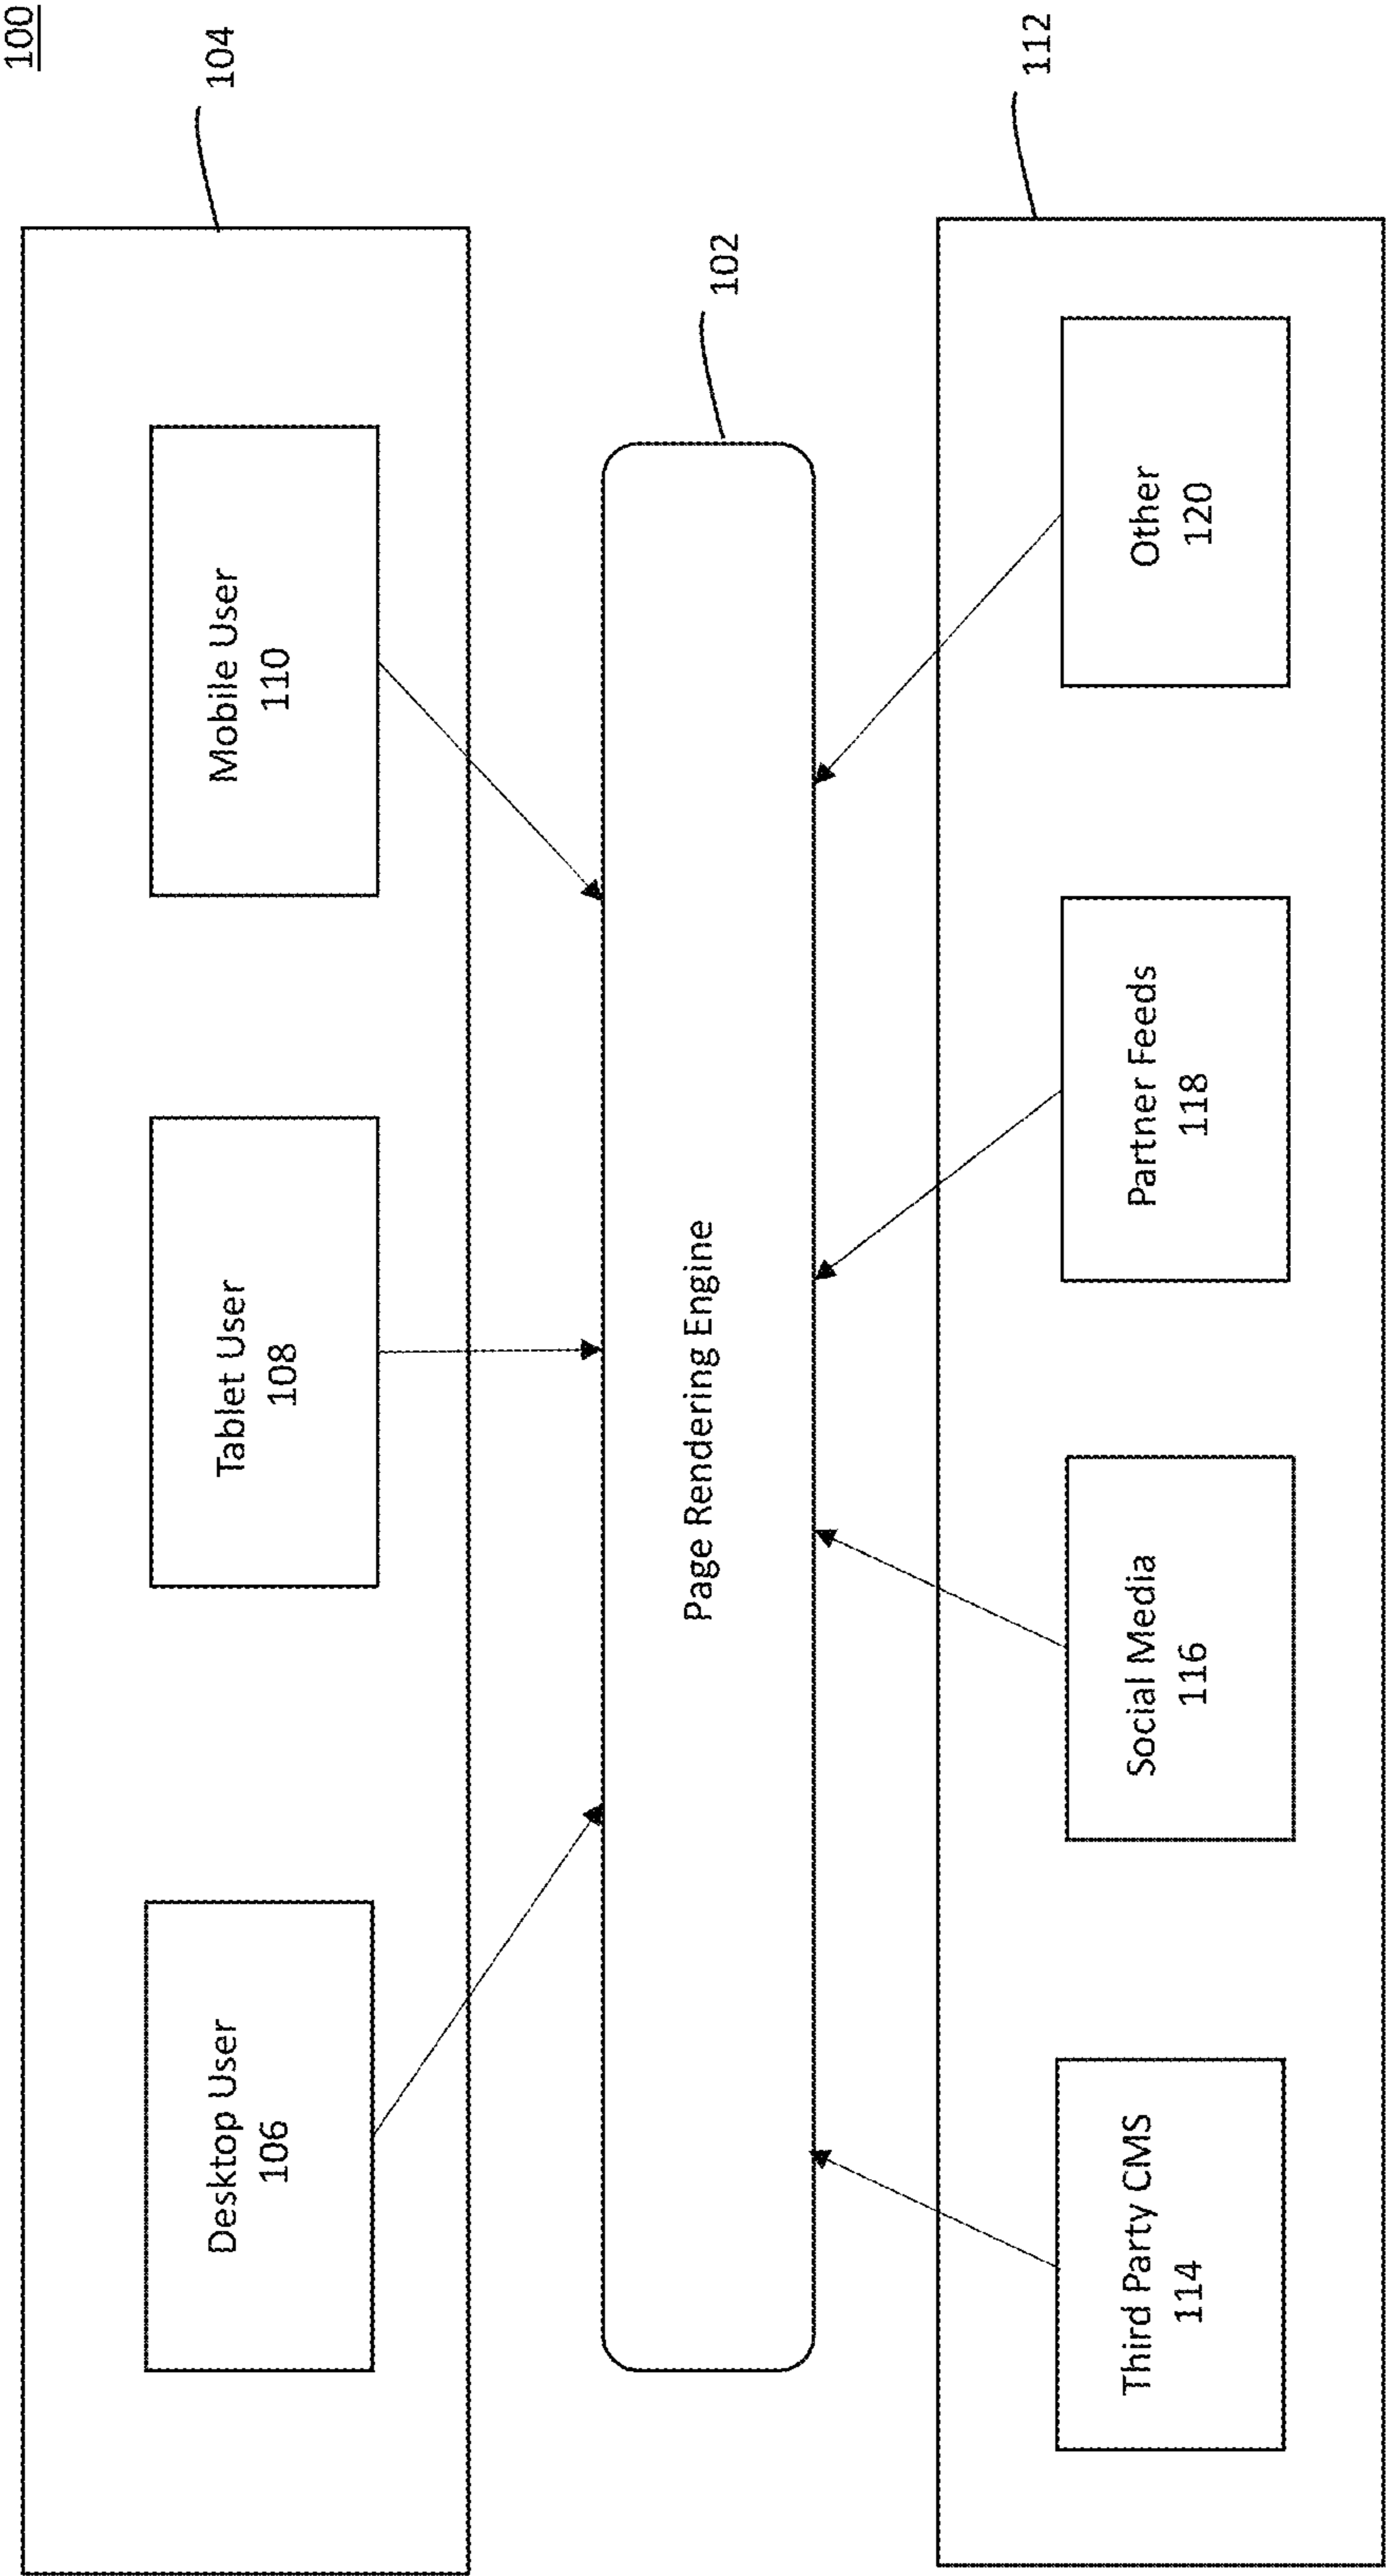 100
104
Desktop User
106
Tablet User
108
Mobile User
110
102
Page Rendering Engine
112
Third Party CMS
114
Social Media
116
Partner Feeds
118
Other
120